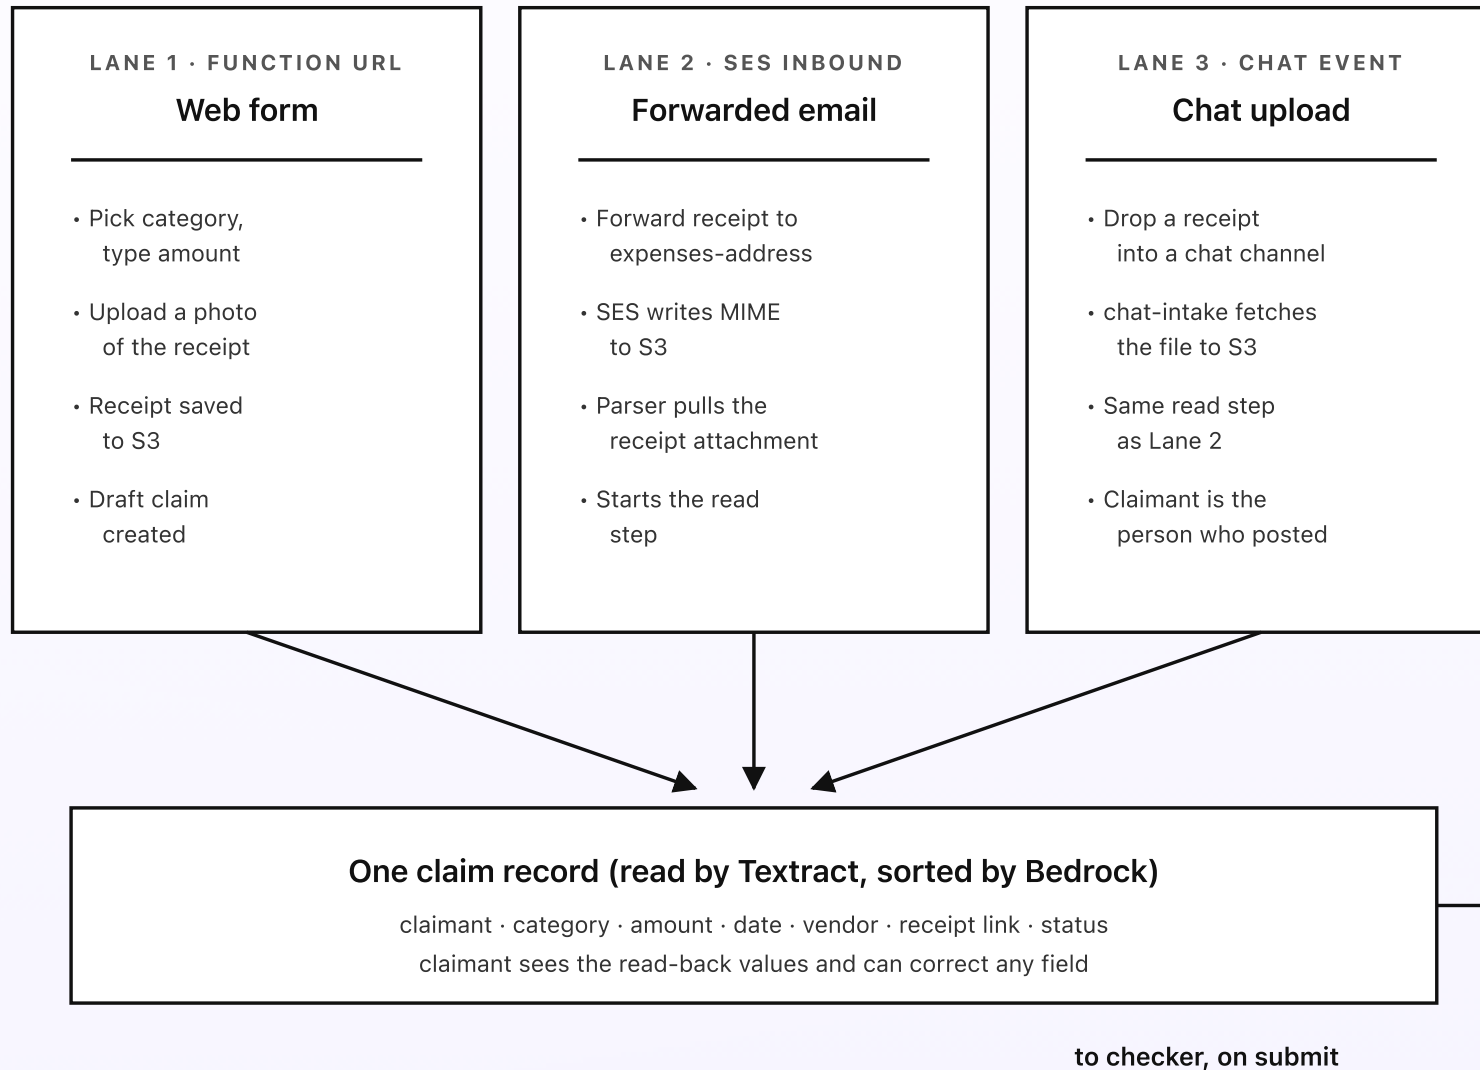 LANE 1 · FUNCTION URL
Web form
• Pick category,
type amount
• Upload a photo
of the receipt
• Receipt saved
to S3
• Draft claim
created
LANE 2 · SES INBOUND
Forwarded email
• Forward receipt to
expenses-address
• SES writes MIME
to S3
• Parser pulls the
receipt attachment
• Starts the read
step
LANE 3 · CHAT EVENT
Chat upload
• Drop a receipt
into a chat channel
• chat-intake fetches
the file to S3
• Same read step
as Lane 2
• Claimant is the
person who posted
One claim record (read by Textract, sorted by Bedrock)
claimant · category · amount · date · vendor · receipt link · status
claimant sees the read-back values and can correct any field
to checker, on submit